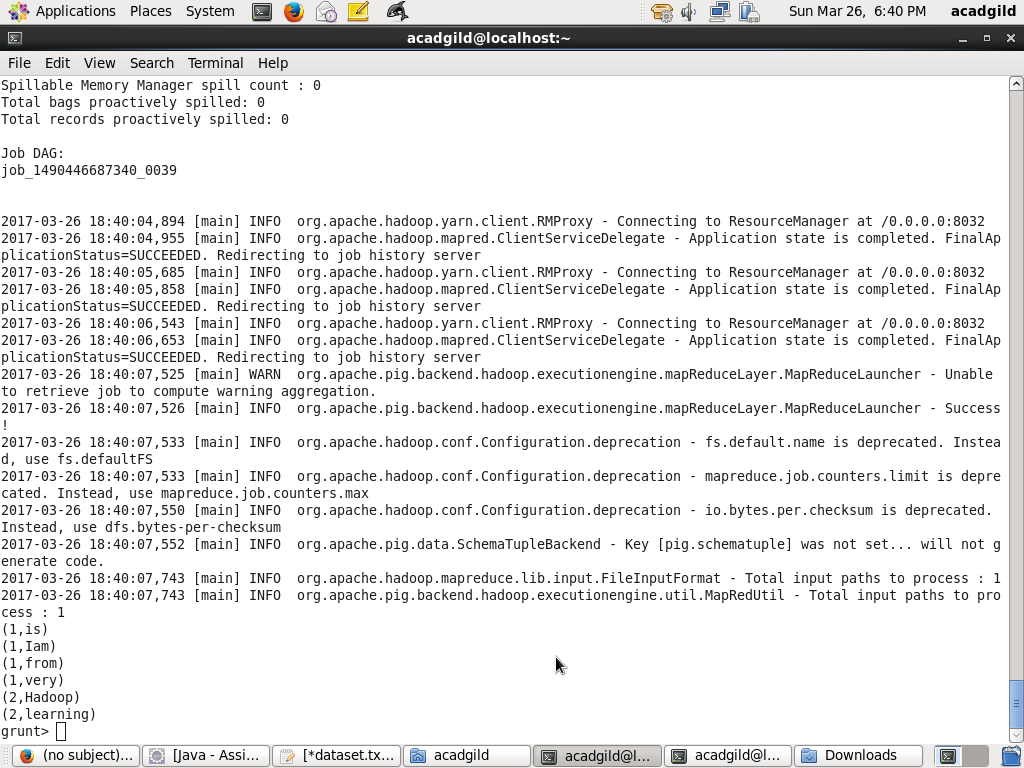 Applications Places System
Sun Mar 26, 6:40 PM acadgild
acadgild@localhost:~
File Edit View Search Terminal Help
Spillable Memory Manager spill count : 0
Total bags proactively spilled: 0
Total records proactively spilled: 0
Job DAG:
job_1490446687340_0039
2017-03-26 18:40:04,894 [main] INFO  org.apache.hadoop.yarn.client.RMProxy - Connecting to ResourceManager at /0.0.0.0:8032
2017-03-26 18:40:04,955 [main] INFO  org.apache.hadoop.mapred.ClientServiceDelegate - Application state is completed. FinalAp
plicationStatus=SUCCEEDED. Redirecting to job history server
2017-03-26 18:40:05,685 [main] INFO  org.apache.hadoop.yarn.client.RMProxy - Connecting to ResourceManager at /0.0.0.0:8032
2017-03-26 18:40:05,858 [main] INFO  org.apache.hadoop.mapred.ClientServiceDelegate - Application state is completed. FinalAp
plicationStatus=SUCCEEDED. Redirecting to job history server
2017-03-26 18:40:06,543 [main] INFO  org.apache.hadoop.yarn.client.RMProxy - Connecting to ResourceManager at /0.0.0.0:8032
2017-03-26 18:40:06,653 [main] INFO  org.apache.hadoop.mapred.ClientServiceDelegate - Application state is completed. FinalAp
plicationStatus=SUCCEEDED. Redirecting to job history server
2017-03-26 18:40:07,525 [main] WARN  org.apache.pig.backend.hadoop.executionengine.mapReduceLayer.MapReduceLauncher - Unable
to retrieve job to compute warning aggregation.
2017-03-26 18:40:07,526 [main] INFO  org.apache.pig.backend.hadoop.executionengine.mapReduceLayer.MapReduceLauncher - Success
!
2017-03-26 18:40:07,533 [main] INFO  org.apache.hadoop.conf.Configuration.deprecation - fs.default.name is deprecated. Instea
d, use fs.defaultFS
2017-03-26 18:40:07,533 [main] INFO  org.apache.hadoop.conf.Configuration.deprecation - mapreduce.job.counters.limit is depre
cated. Instead, use mapreduce.job.counters.max
2017-03-26 18:40:07,550 [main] INFO  org.apache.hadoop.conf.Configuration.deprecation - io.bytes.per.checksum is deprecated.
Instead, use dfs.bytes-per-checksum
2017-03-26 18:40:07,552 [main] INFO  org.apache.pig.data.SchemaTupleBackend - Key [pig.schematuple] was not set... will not g
enerate code.
2017-03-26 18:40:07,743 [main] INFO  org.apache.hadoop.mapreduce.lib.input.FileInputFormat - Total input paths to process : 1
2017-03-26 18:40:07,743 [main] INFO  org.apache.pig.backend.hadoop.executionengine.util.MapRedUtil - Total input paths to pro
cess : 1
(1,is)
(1,Iam)
(1,from)
(1,very)
(2,Hadoop)
(2,learning)
grunt>
(no subject)... [Java - Assi... [*dataset.tx... acadgild acadgild@l... acadgild@l... Downloads